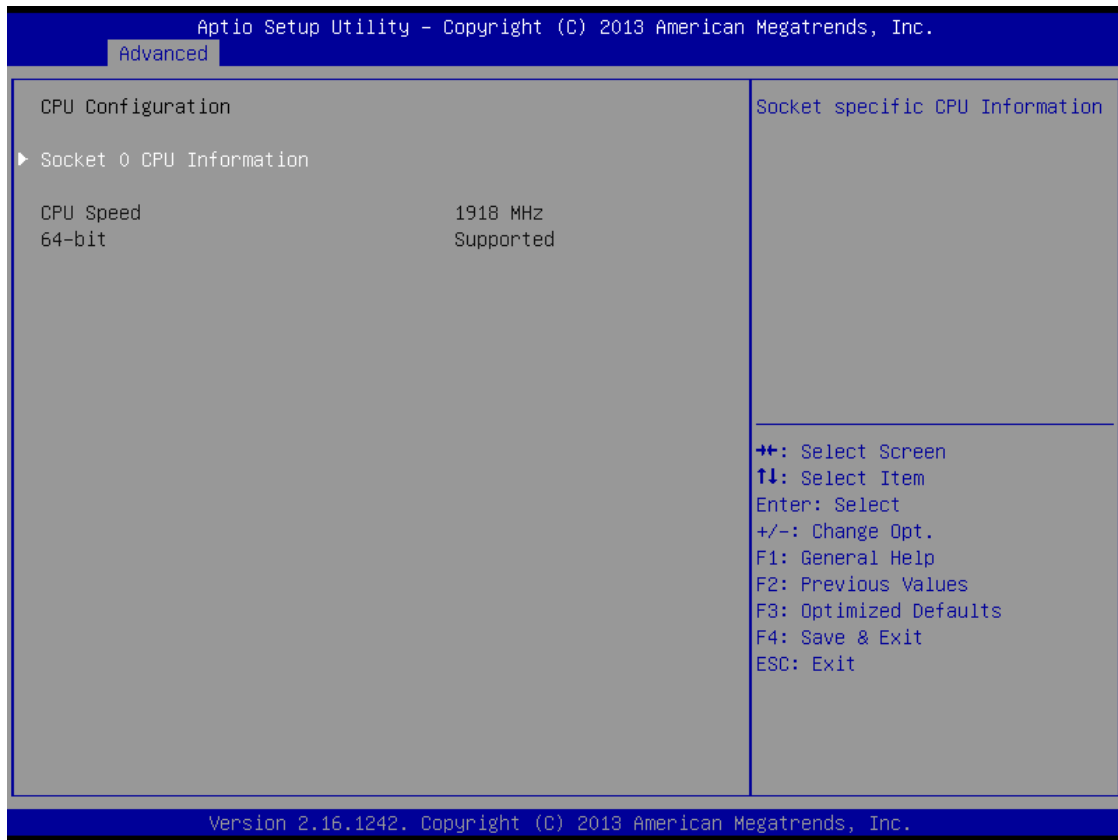 Aptio Setup Utility – Copyright (C) 2013 American Megatrends, Inc.
Advanced
CPU Configuration
Socket 0 CPU Information
CPU Speed 1918 MHz
64-bit Supported
Socket specific CPU Information
→←: Select Screen
↑↓: Select Item
Enter: Select
+/-: Change Opt.
F1: General Help
F2: Previous Values
F3: Optimized Defaults
F4: Save & Exit
ESC: Exit
Version 2.16.1242. Copyright (C) 2013 American Megatrends, Inc.